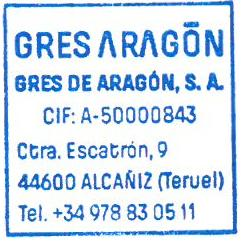 GRES ARAGÓN
GRES DE ARAGÓN, S. A.
CIF: A-50000843
Ctra. Escatrón, 9
44600 ALCAÑIZ (Teruel)
Tel. +34 978 83 05 11